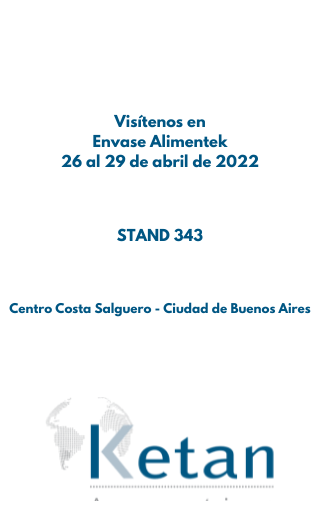 Visítenos en
Envase Alimentek
26 al 29 de abril de 2022
STAND 343
Centro Costa Salguero - Ciudad de Buenos Aires
Ketan